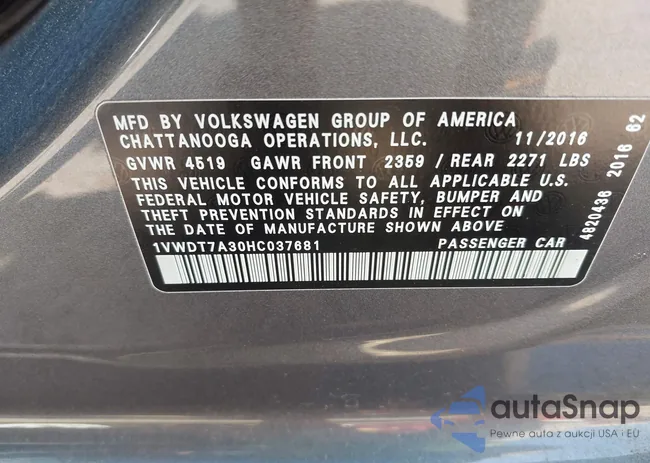 MFD BY VOLKSWAGEN GROUP OF AMERICA
CHATTANOOGA OPERATIONS, LLC. 11/2016
GVWR 4519 GAWR FRONT 2359 / REAR 2271 LBS
THIS VEHICLE CONFORMS TO ALL APPLICABLE U.S.
FEDERAL MOTOR VEHICLE SAFETY, BUMPER AND
THEFT PREVENTION STANDARDS IN EFFECT ON
THE DATE OF MANUFACTURE SHOWN ABOVE
1VWDT7A30HC037681 PASSENGER CAR
4820436 2016 62
autoSnap
Pewne auta z aukcji USA i EU